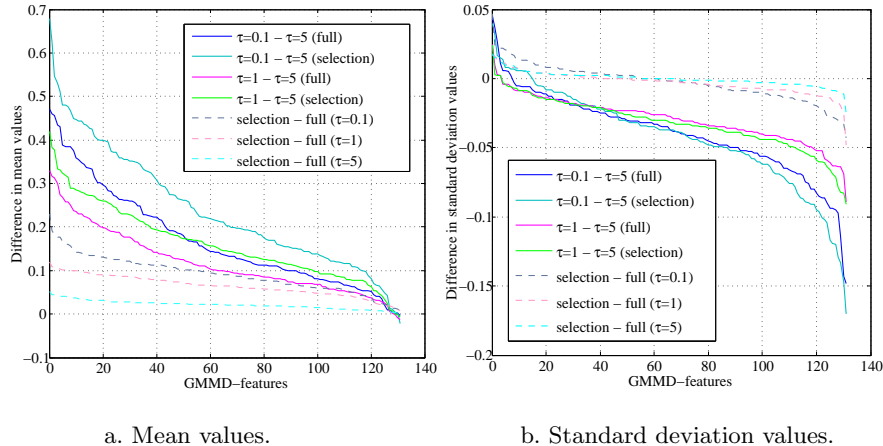 0.7
0.6
0.5
0.4
0.3
0.2
0.1
0
−0.1
0 20 40 60 80 100 120 140
Difference in mean values
GMMD−features
τ=0.1 − τ=5 (full)
τ=0.1 − τ=5 (selection)
τ=1 − τ=5 (full)
τ=1 − τ=5 (selection)
selection − full (τ=0.1)
selection − full (τ=1)
selection − full (τ=5)
a. Mean values.
0.05
0
−0.05
−0.1
−0.15
−0.2
0 20 40 60 80 100 120 140
Difference in standard deviation values
GMMD−features
τ=0.1 − τ=5 (full)
τ=0.1 − τ=5 (selection)
τ=1 − τ=5 (full)
τ=1 − τ=5 (selection)
selection − full (τ=0.1)
selection − full (τ=1)
selection − full (τ=5)
b. Standard deviation values.